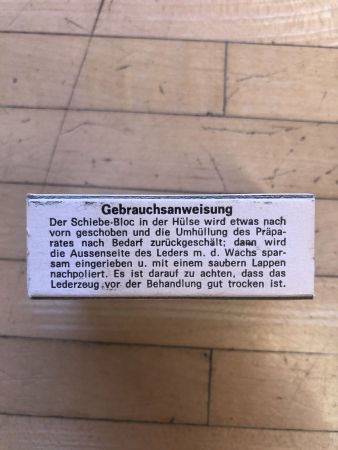 Gebrauchsanweisung
Der Schiebe-Bloc in der Hülse wird etwas nach
vorn geschoben und die Umhüllung des Präpa-
rates nach Bedarf zurückgeschält; dann wird
die Aussenseite des Leders m. d. Wachs spar-
sam eingerieben u. mit einem saubern Lappen
nachpoliert. Es ist darauf zu achten, dass das
Lederzeug vor der Behandlung gut trocken ist.